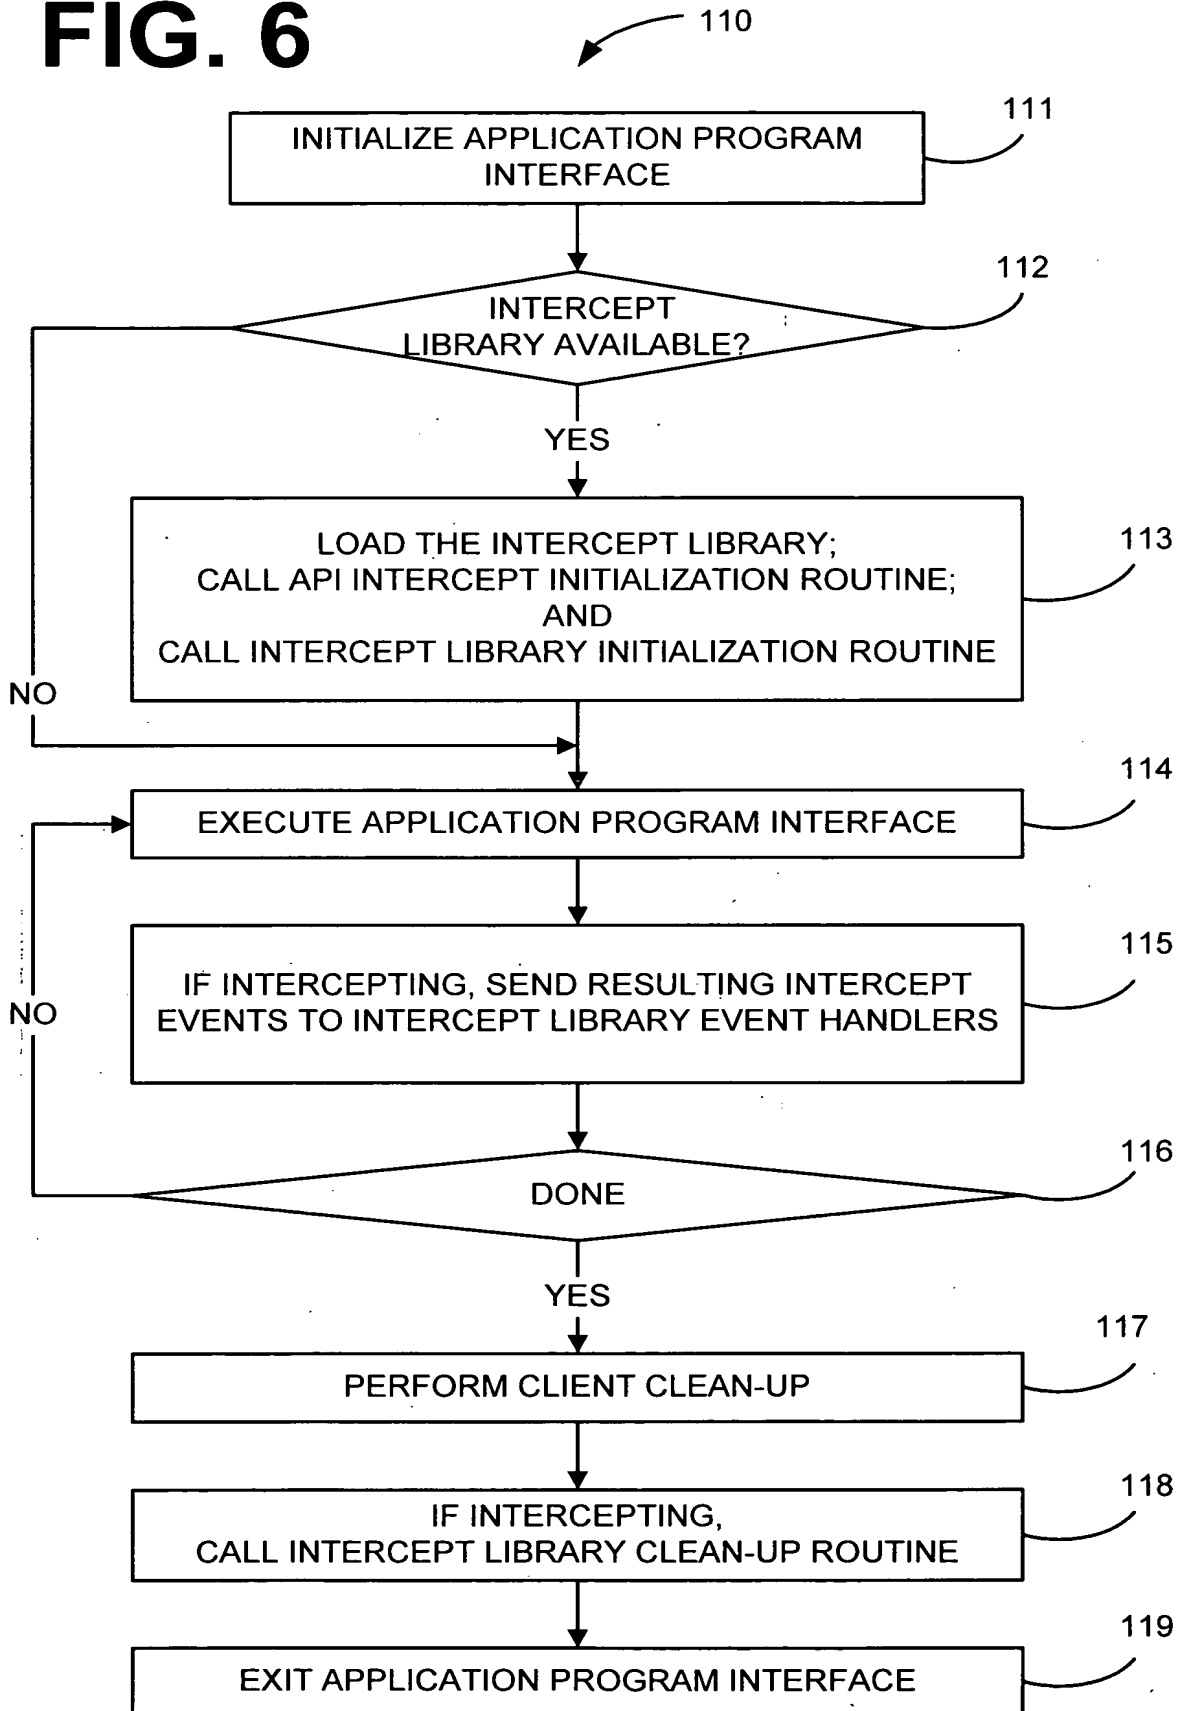 FIG. 6
110
111
INITIALIZE APPLICATION PROGRAM
INTERFACE
112
INTERCEPT
LIBRARY AVAILABLE?
YES
113
LOAD THE INTERCEPT LIBRARY;
CALL API INTERCEPT INITIALIZATION ROUTINE;
AND
CALL INTERCEPT LIBRARY INITIALIZATION ROUTINE
NO
114
EXECUTE APPLICATION PROGRAM INTERFACE
115
IF INTERCEPTING, SEND RESULTING INTERCEPT
EVENTS TO INTERCEPT LIBRARY EVENT HANDLERS
NO
116
DONE
YES
117
PERFORM CLIENT CLEAN-UP
118
IF INTERCEPTING,
CALL INTERCEPT LIBRARY CLEAN-UP ROUTINE
119
EXIT APPLICATION PROGRAM INTERFACE